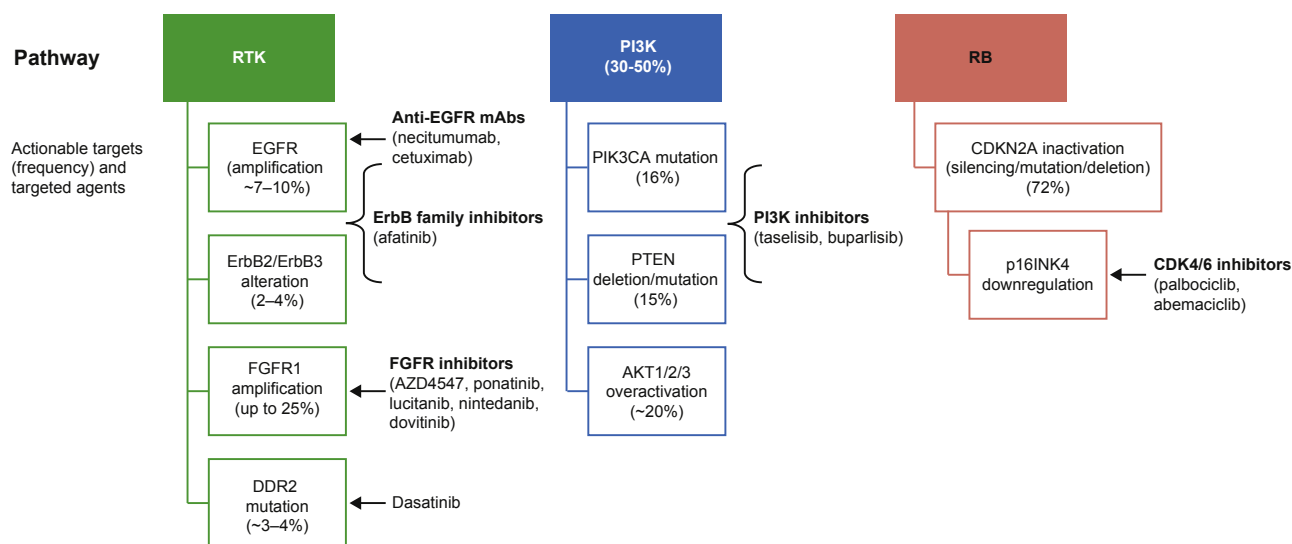 Pathway
RTK
PI3K
(30-50%)
RB
Actionable targets
(frequency) and
targeted agents
EGFR
(amplification
~7–10%)
Anti-EGFR mAbs
(necitumumab,
cetuximab)
ErbB family inhibitors
(afatinib)
ErbB2/ErbB3
alteration
(2–4%)
FGFR1
amplification
(up to 25%)
FGFR inhibitors
(AZD4547, ponatinib,
lucitanib, nintedanib,
dovitinib)
DDR2
mutation
(~3–4%)
Dasatinib
PIK3CA mutation
(16%)
PTEN
deletion/mutation
(15%)
PI3K inhibitors
(taselisib, buparlisib)
AKT1/2/3
overactivation
(~20%)
CDKN2A inactivation
(silencing/mutation/deletion)
(72%)
p16INK4
downregulation
CDK4/6 inhibitors
(palbociclib,
abemaciclib)